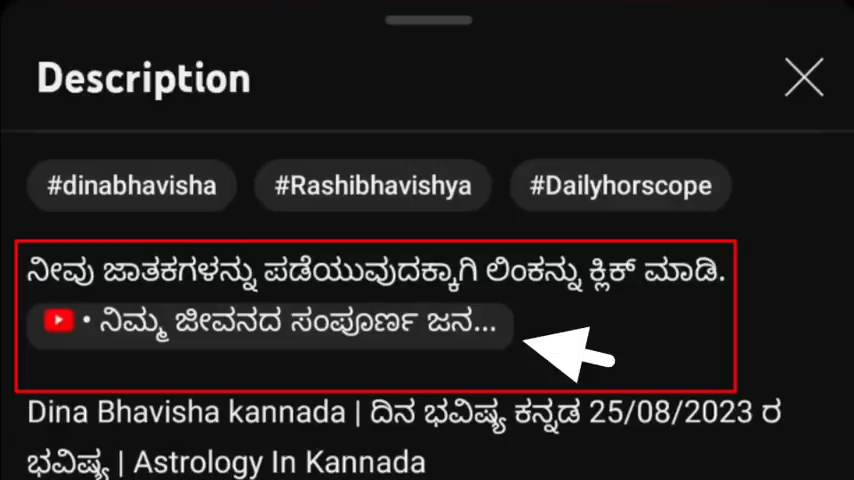 Description
#dinabhavisha #Rashibhavishya #Dailyhorscope
ನೀವು ಜಾತಕಗಳನ್ನು ಪಡೆಯುವುದಕ್ಕಾಗಿ ಲಿಂಕನ್ನು ಕ್ಲಿಕ್ ಮಾಡಿ.
• ನಿಮ್ಮ ಜೀವನದ ಸಂಪೂರ್ಣ ಜನ...
Dina Bhavisha kannada | ದಿನ ಭವಿಷ್ಯ ಕನ್ನಡ 25/08/2023 ರ
ಭವಿಷ್ಯ | Astrology In Kannada